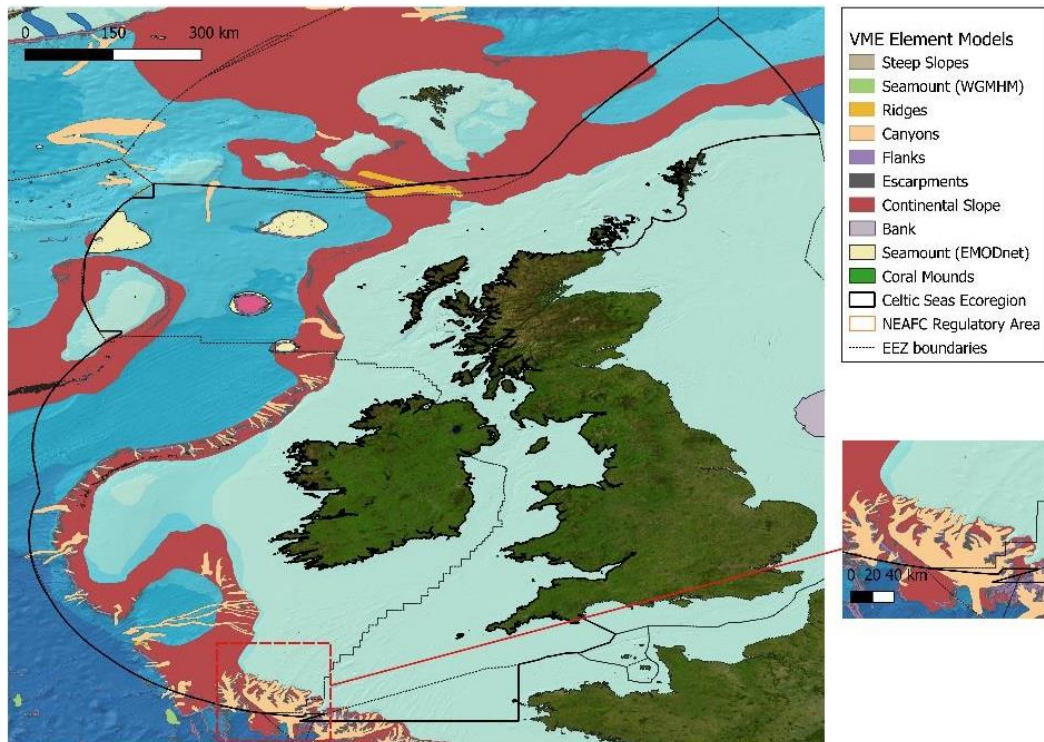 0 150 300 km
VME Element Models
Steep Slopes
Seamount (WGMHM)
Ridges
Canyons
Flanks
Escarpments
Continental Slope
Bank
Seamount (EMODnet)
Coral Mounds
Celtic Seas Ecoregion
NEAFC Regulatory Area
EEZ boundaries
0 20 40 km